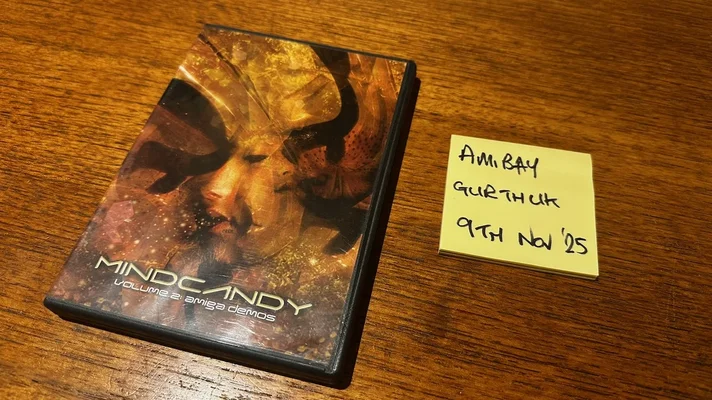 MINDCANDY
VOLUME 2: amiga demos
AMIBAY
GURTHUK
9TH NOV '25